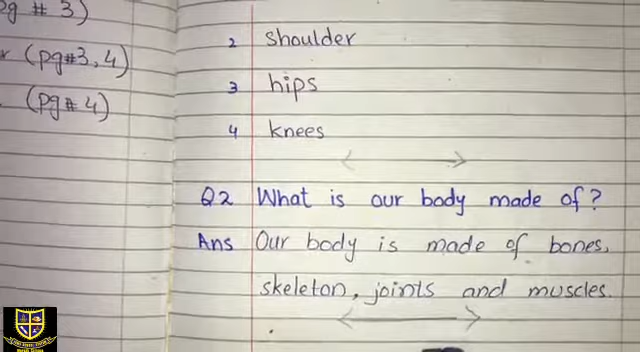 pg # 3)
(pg#3,4)
(pg# 4)
2 shoulder
3 hips
4 knees
Q2 What is our body made of?
Ans Our body is made of bones,
skeleton, joints and muscles.